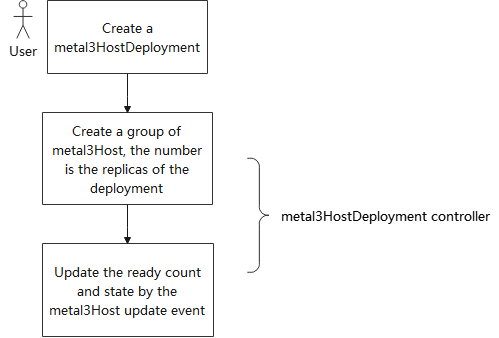 User
Create a
metal3HostDeployment
Create a group of
metal3Host, the number
is the replicas of the
deployment
metal3HostDeployment controller
Update the ready count
and state by the
metal3Host update event